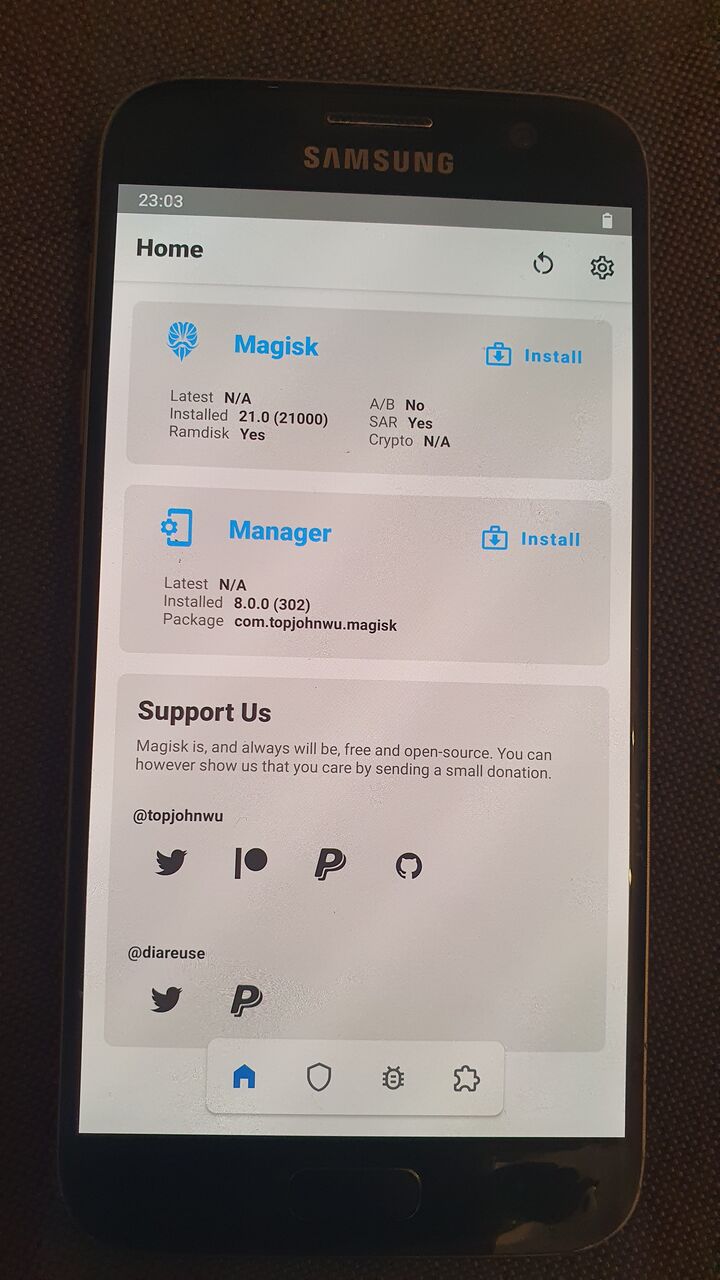 SAMSUNG
23:03
Home
Magisk
Install
Latest N/A
Installed 21.0 (21000)
Ramdisk Yes
A/B No
SAR Yes
Crypto N/A
Manager
Install
Latest N/A
Installed 8.0.0 (302)
Package com.topjohnwu.magisk
Support Us
Magisk is, and always will be, free and open-source. You can
however show us that you care by sending a small donation.
@topjohnwu
@diareuse